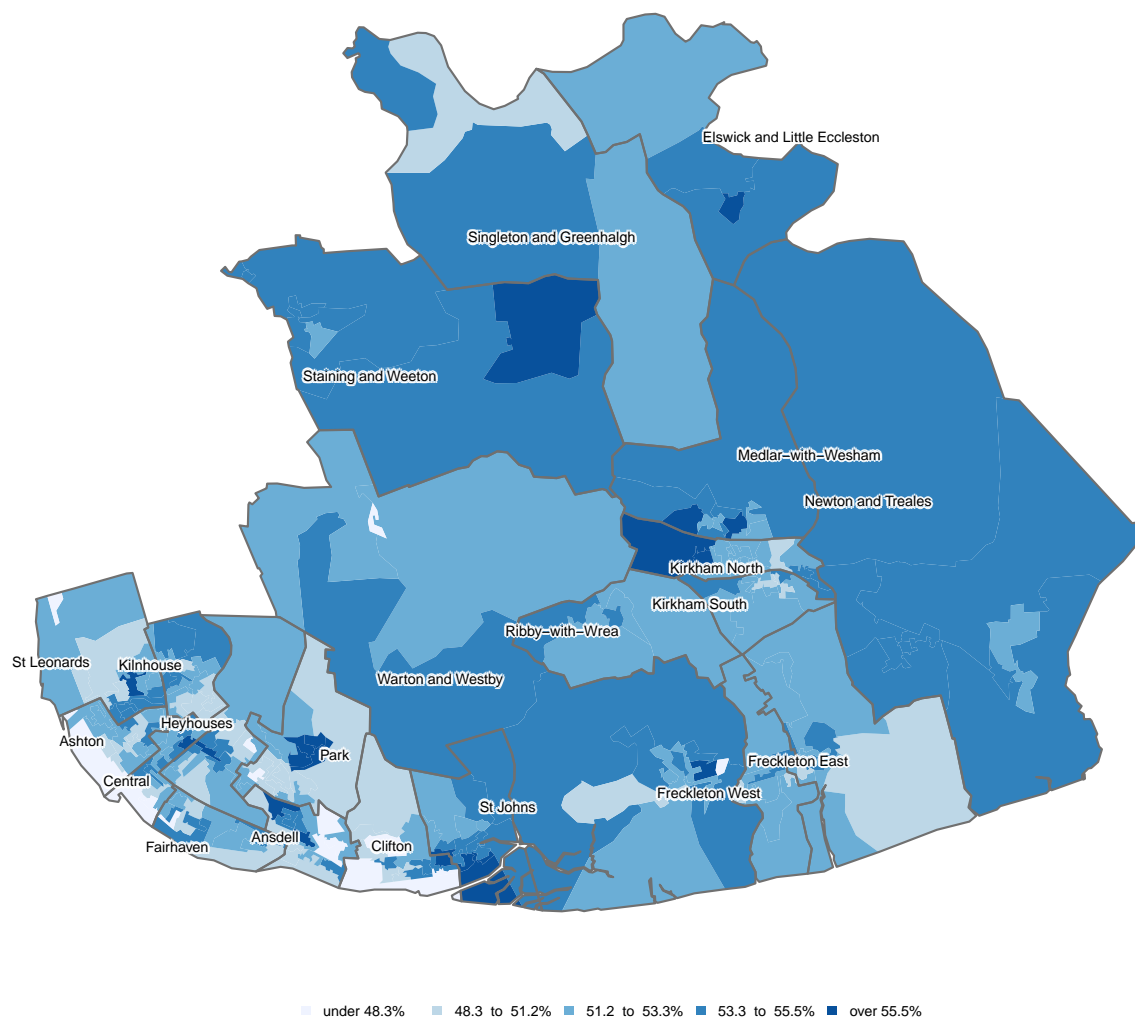 Elswick and Little Eccleston
Singleton and Greenhalgh
Staining and Weeton
Medlar−with−Wesham
Newton and Treales
Kirkham North
Kirkham South
Ribby−with−Wrea
St Leonards
Kilnhouse
Warton and Westby
Heyhouses
Ashton
Park
Freckleton East
Central
Freckleton West
St Johns
Ansdell
Fairhaven
Clifton
under 48.3% 48.3 to 51.2% 51.2 to 53.3% 53.3 to 55.5% over 55.5%